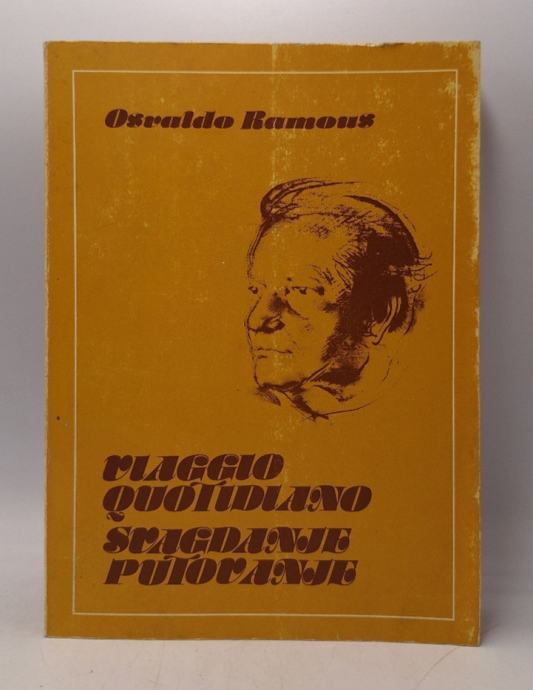 Osvaldo Ramous
VIAGGIO
QUOTIDIANO
SVAGDANJE
PUTOVANJE